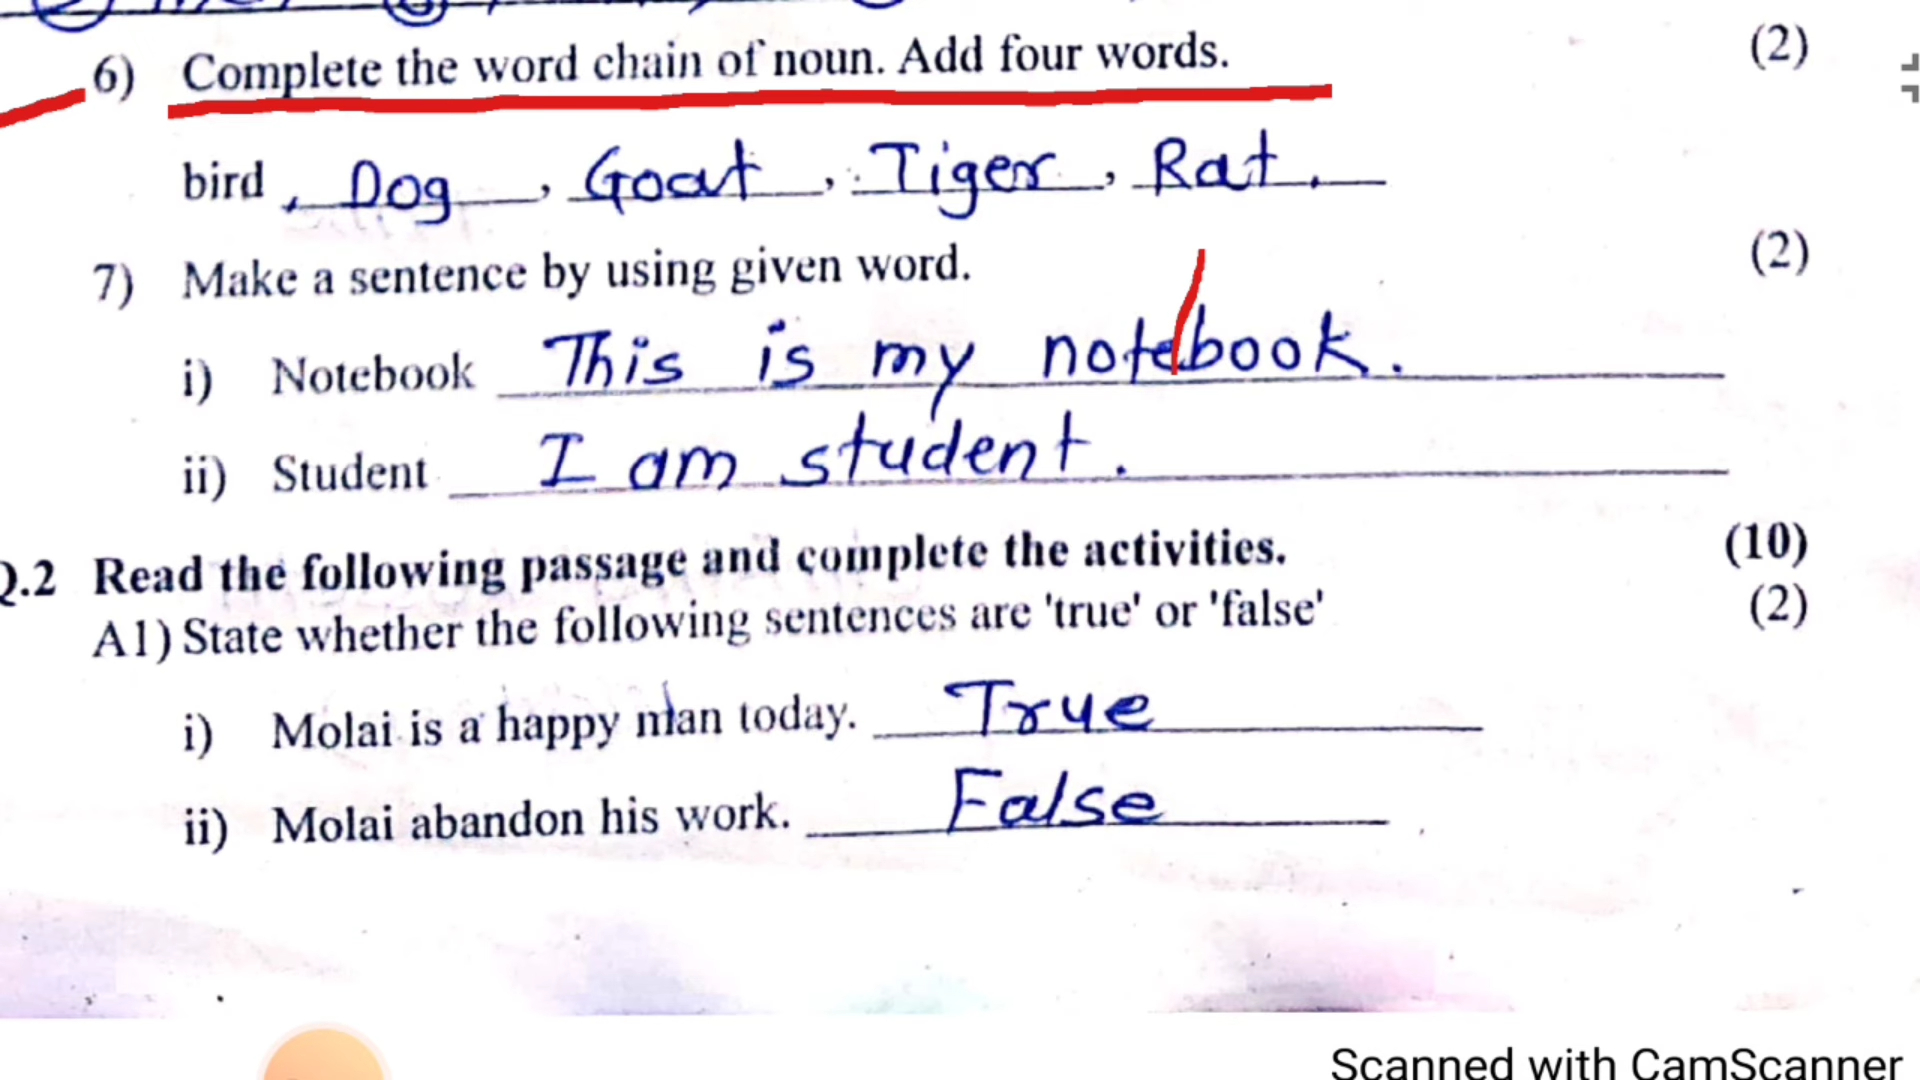 6) Complete the word chain of noun. Add four words. (2)
bird, Dog, Goat, Tiger, Rat.
7) Make a sentence by using given word. (2)
i) Notebook This is my notebook.
ii) Student I am student.
Q.2 Read the following passage and complete the activities. (10)
A1) State whether the following sentences are 'true' or 'false' (2)
i) Molai is a happy man today. True
ii) Molai abandon his work. False
Scanned with CamScanner